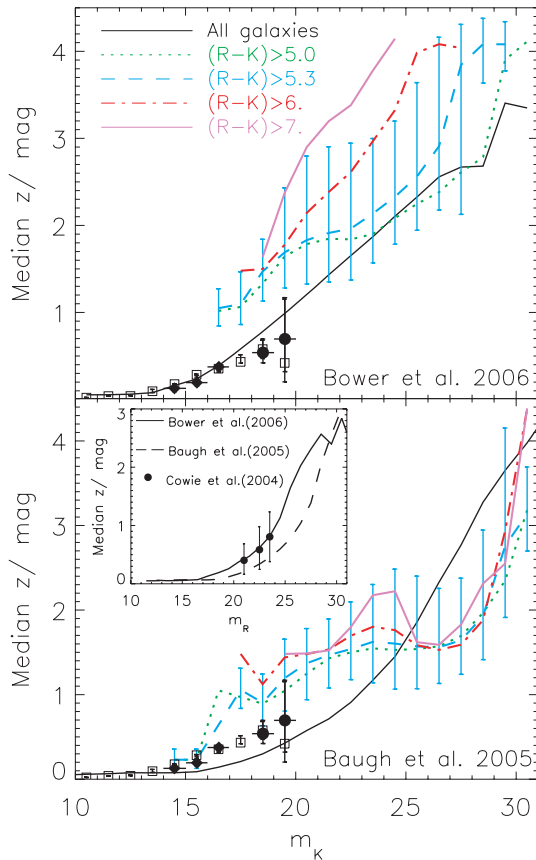 All galaxies
(R-K)>5.0
(R-K)>5.3
(R-K)>6.
(R-K)>7.
4
3
2
1
Median z/ mag
Bower et al. 2006
4
3
2
1
0
Median z/ mag
3
2
1
0
Median z/ mag
Bower et al.(2006)
Baugh et al.(2005)
Cowie et al.(2004)
10 15 20 25 30
m_R
Baugh et al. 2005
10 15 20 25 30
m_K